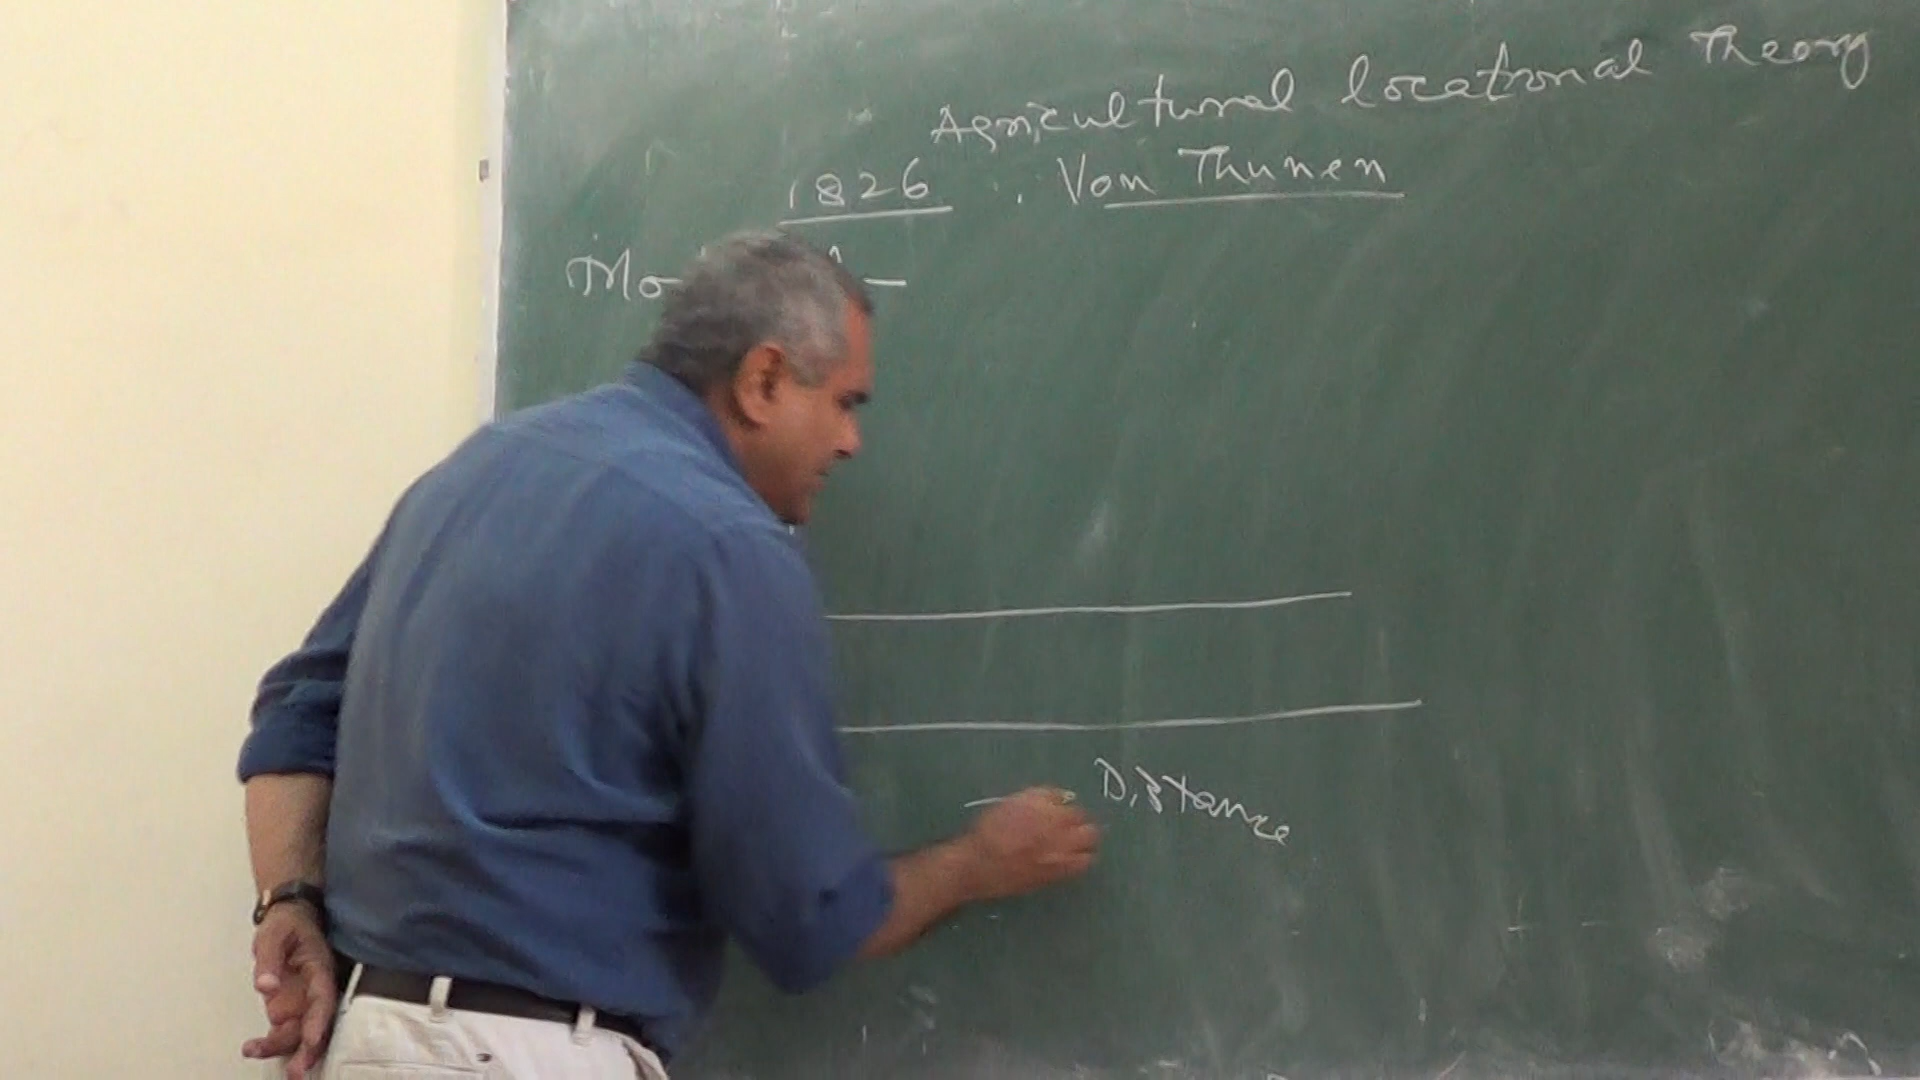 Agricultural locational Theory
1826 . Von Thunen
Distance